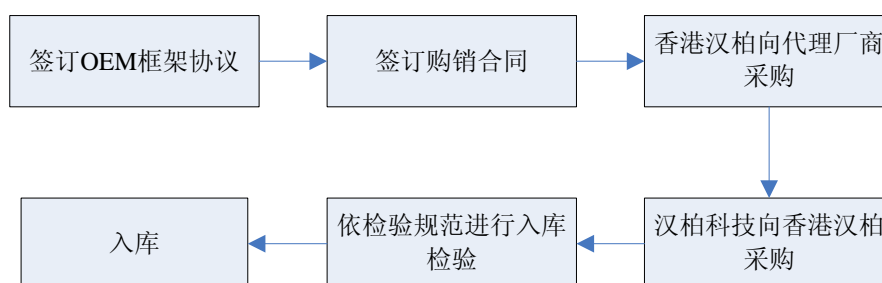 签订OEM框架协议
签订购销合同
香港汉柏向代理厂商
采购
汉柏科技向香港汉柏
采购
依检验规范进行入库
检验
入库